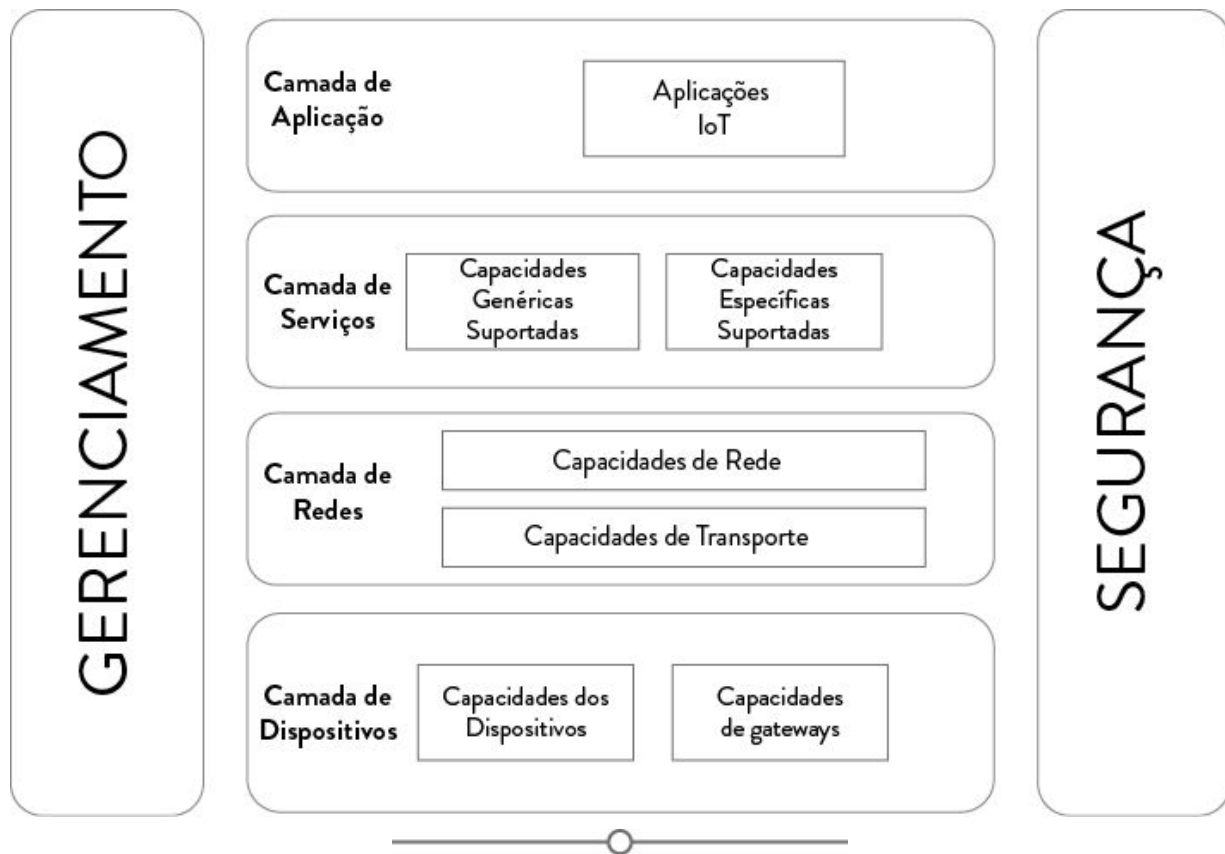 GERENCIAMENTO
Camada de
Aplicação
Aplicações
IoT
Camada de
Serviços
Capacidades
Genéricas
Suportadas
Capacidades
Específicas
Suportadas
Camada de
Redes
Capacidades de Rede
Capacidades de Transporte
Camada de
Dispositivos
Capacidades dos
Dispositivos
Capacidades
de gateways
SEGURANÇA